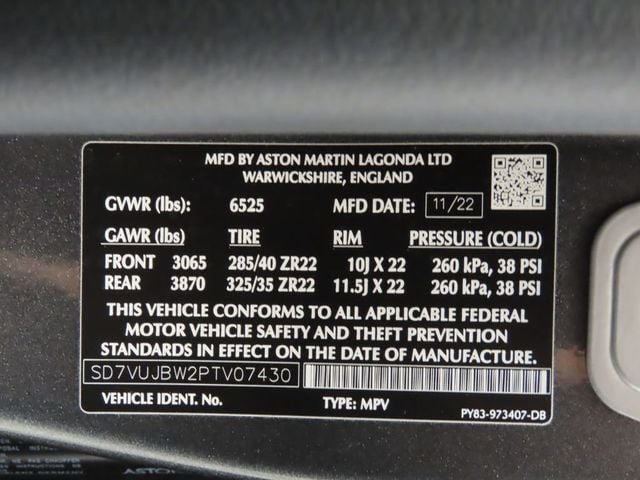 MFD BY ASTON MARTIN LAGONDA LTD
WARWICKSHIRE, ENGLAND
GVWR (lbs): 6525 MFD DATE: 11/22
GAWR (lbs) TIRE RIM PRESSURE (COLD)
FRONT 3065 285/40 ZR22 10J X 22 260 kPa, 38 PSI
REAR 3870 325/35 ZR22 11.5J X 22 260 kPa, 38 PSI
THIS VEHICLE CONFORMS TO ALL APPLICABLE FEDERAL
MOTOR VEHICLE SAFETY AND THEFT PREVENTION
STANDARDS IN EFFECT ON THE DATE OF MANUFACTURE
SD7VUJBW2PTV07430
VEHICLE IDENT. No. TYPE: MPV PY83-973407-DB
ASTON